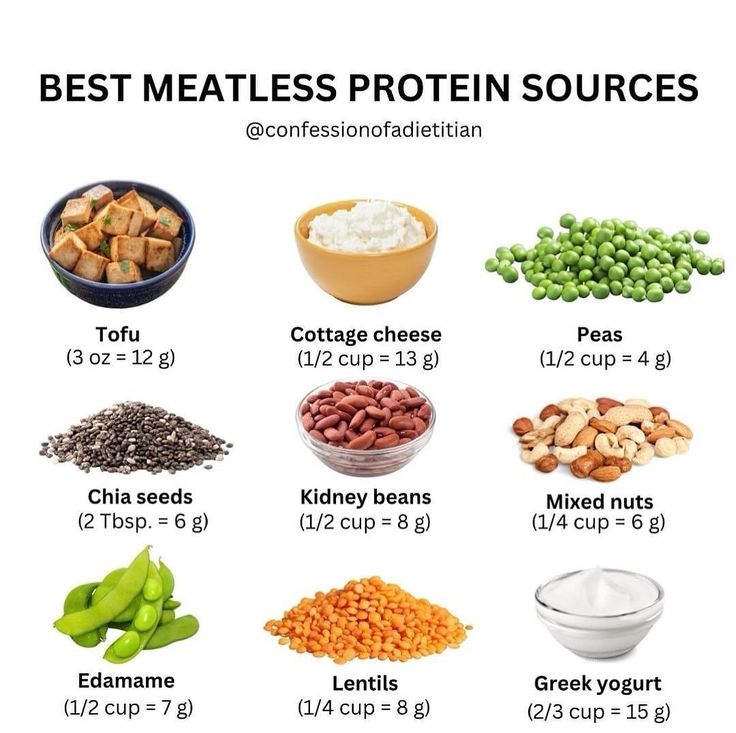 BEST MEATLESS PROTEIN SOURCES
@confessionofadietitian
Tofu
(3 oz = 12 g)
Cottage cheese
(1/2 cup = 13 g)
Peas
(1/2 cup = 4 g)
Chia seeds
(2 Tbsp. = 6 g)
Kidney beans
(1/2 cup = 8 g)
Mixed nuts
(1/4 cup = 6 g)
Edamame
(1/2 cup = 7 g)
Lentils
(1/4 cup = 8 g)
Greek yogurt
(2/3 cup = 15 g)